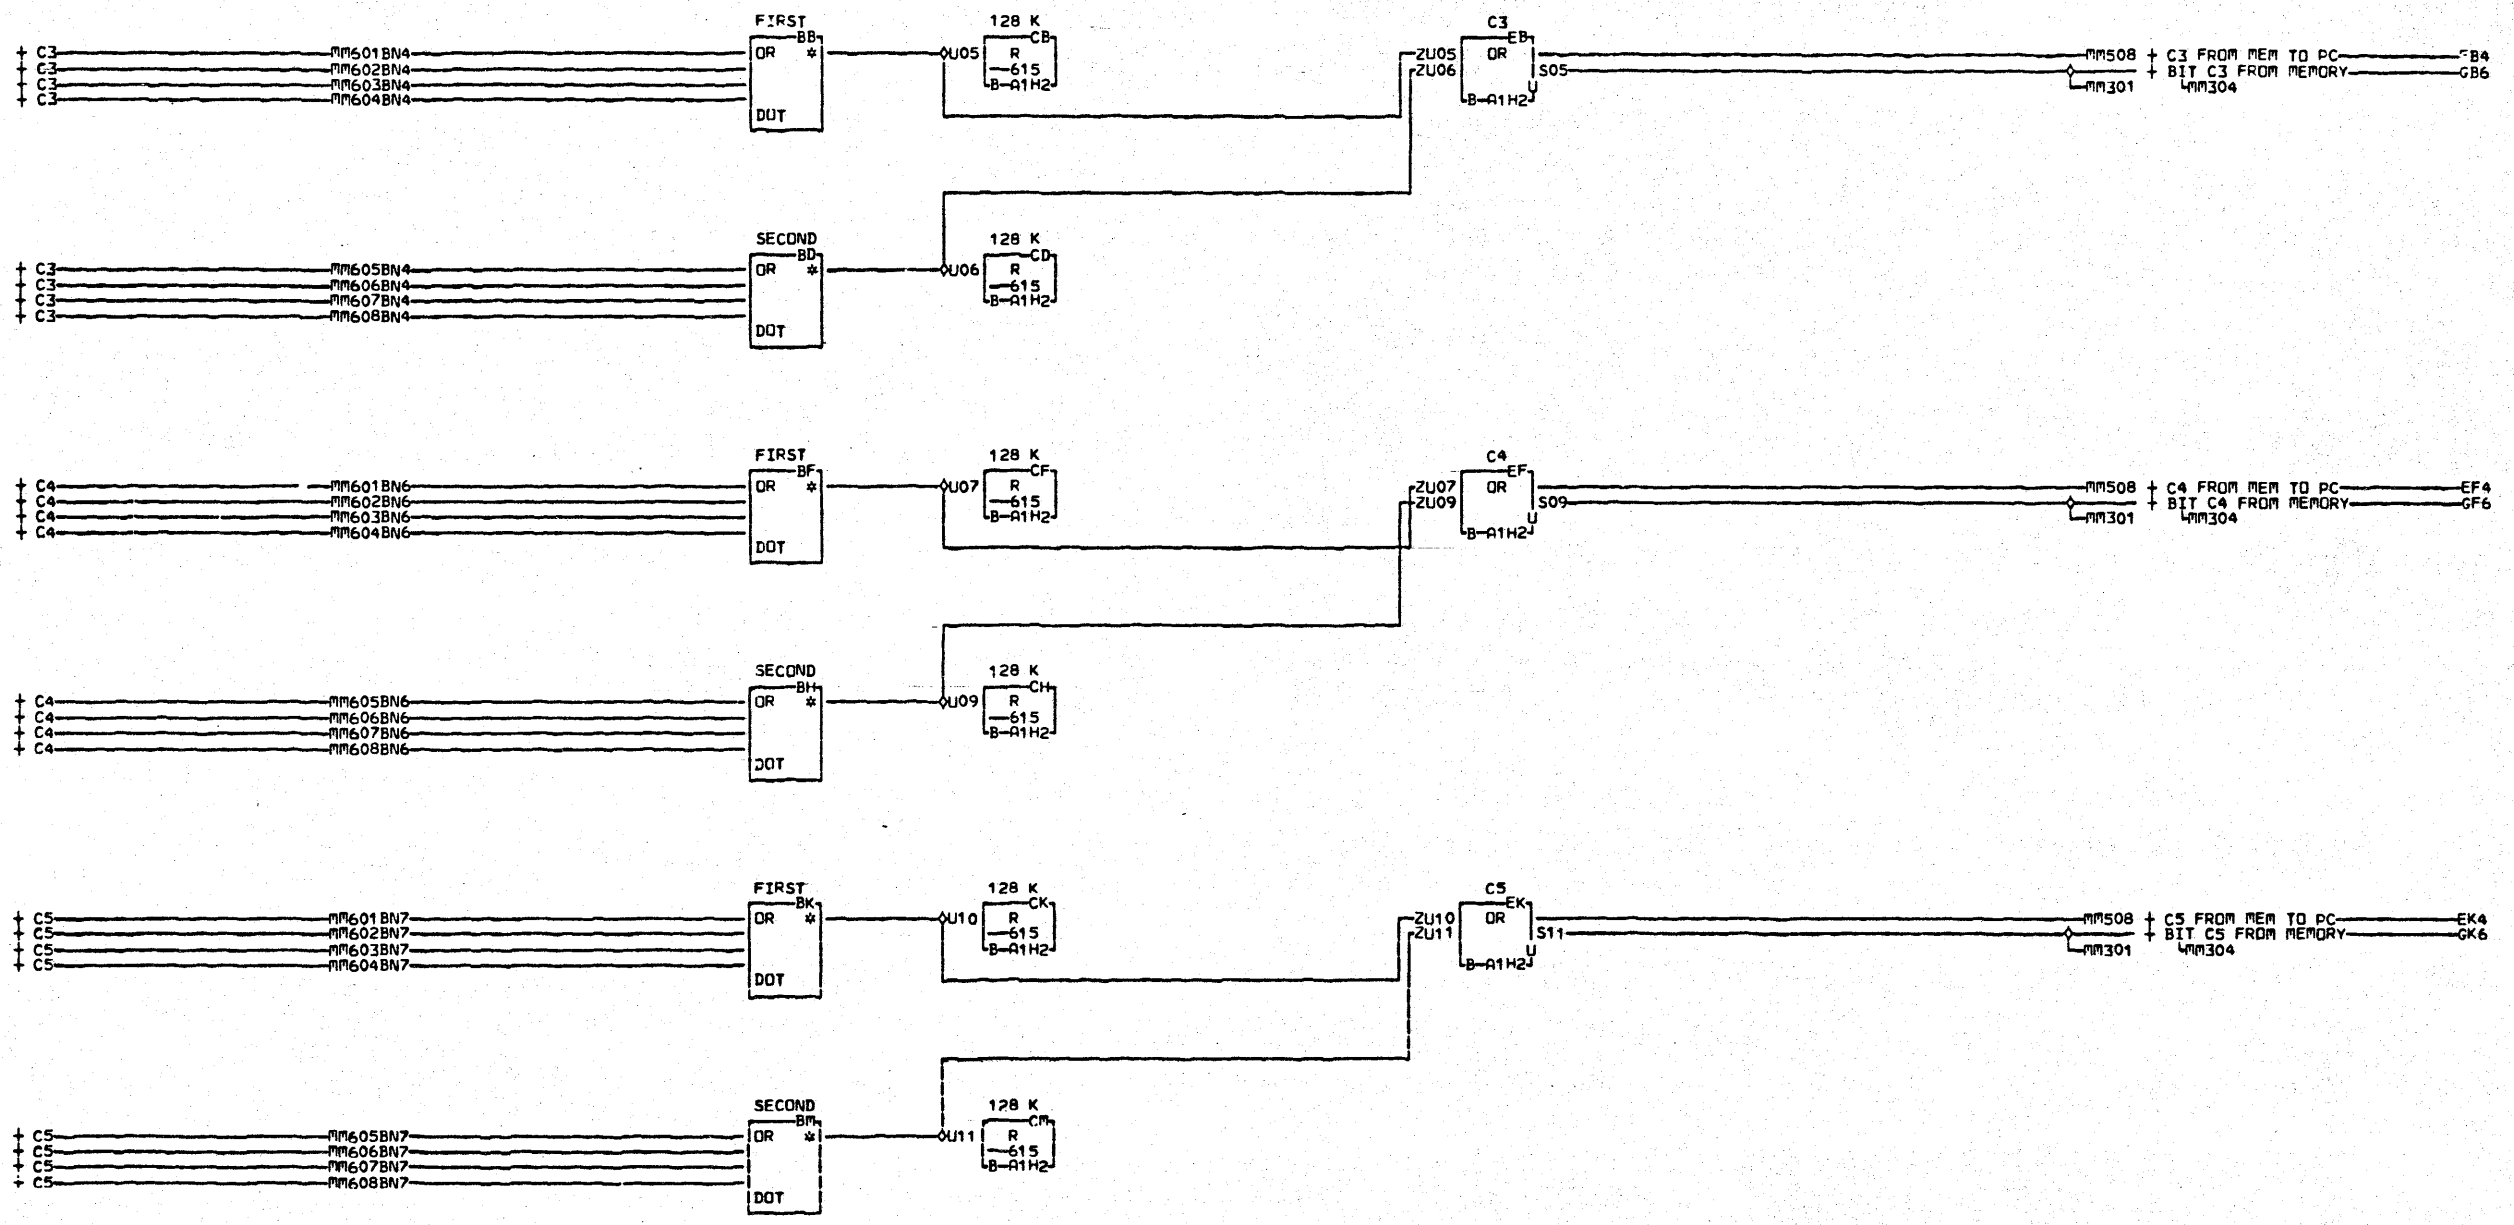 FIRST 128 K C3
BB CB EB
+ C3 MM601BN4 OR * U05 R ZU05 OR MM508 + C3 FROM MEM TO PC B4
+ C3 MM602BN4 615 ZU06 S05 + BIT C3 FROM MEMORY GB6
+ C3 MM603BN4 B-A1H2 U MM301 MM304
+ C3 MM604BN4 B-A1H2
DOT
SECOND 128 K
BD CD
+ C3 MM605BN4 OR * U06 R
+ C3 MM606BN4 615
+ C3 MM607BN4 B-A1H2
+ C3 MM608BN4
DOT
FIRST 128 K C4
BF CF EF
+ C4 MM601BN6 OR * U07 R ZU07 OR MM508 + C4 FROM MEM TO PC EF4
+ C4 MM602BN6 615 ZU09 S09 + BIT C4 FROM MEMORY GF6
+ C4 MM603BN6 B-A1H2 U MM301 MM304
+ C4 MM604BN6 B-A1H2
DOT
SECOND 128 K
BH CH
+ C4 MM605BN6 OR * U09 R
+ C4 MM606BN6 615
+ C4 MM607BN6 B-A1H2
+ C4 MM608BN6
DOT
FIRST 128 K C5
BK CK EK
+ C5 MM601BN7 OR * U10 R ZU10 OR MM508 + C5 FROM MEM TO PC EK4
+ C5 MM602BN7 615 ZU11 S11 + BIT C5 FROM MEMORY GK6
+ C5 MM603BN7 B-A1H2 U MM301 MM304
+ C5 MM604BN7 B-A1H2
DOT
SECOND 128 K
BM CM
+ C5 MM605BN7 OR * U11 R
+ C5 MM606BN7 615
+ C5 MM607BN7 B-A1H2
+ C5 MM608BN7
DOT